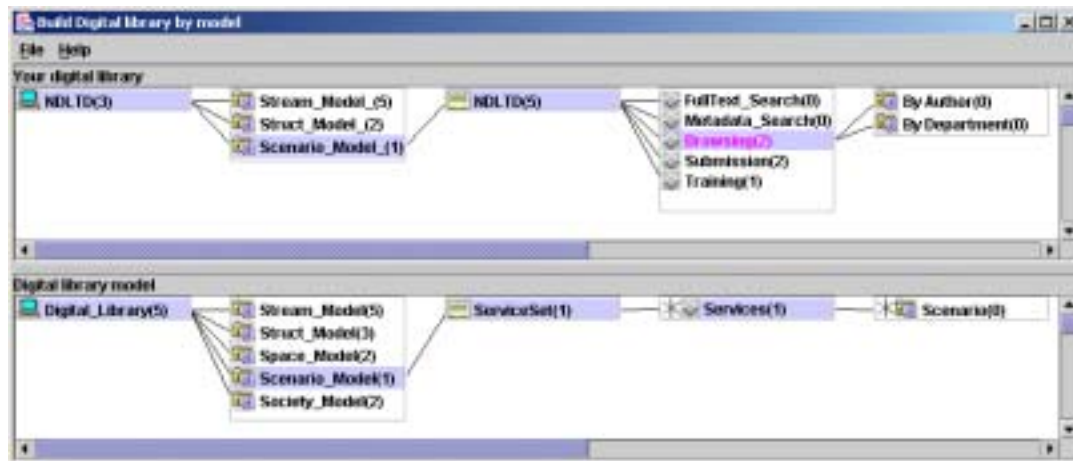 Build Digital library by model
File Help
Your digital library
NDLTD(3)
Stream_Model_(5)
Struct_Model_(2)
Scenario_Model_(1)
NDLTD(5)
FullText_Search(0)
Metadata_Search(0)
Browsing(2)
Submission(2)
Training(1)
By Author(0)
By Department(0)
Digital library model
Digital_Library(5)
Stream_Model(5)
Struct_Model(3)
Space_Model(2)
Scenario_Model(1)
Society_Model(2)
ServiceSet(1)
Services(1)
Scenario(0)